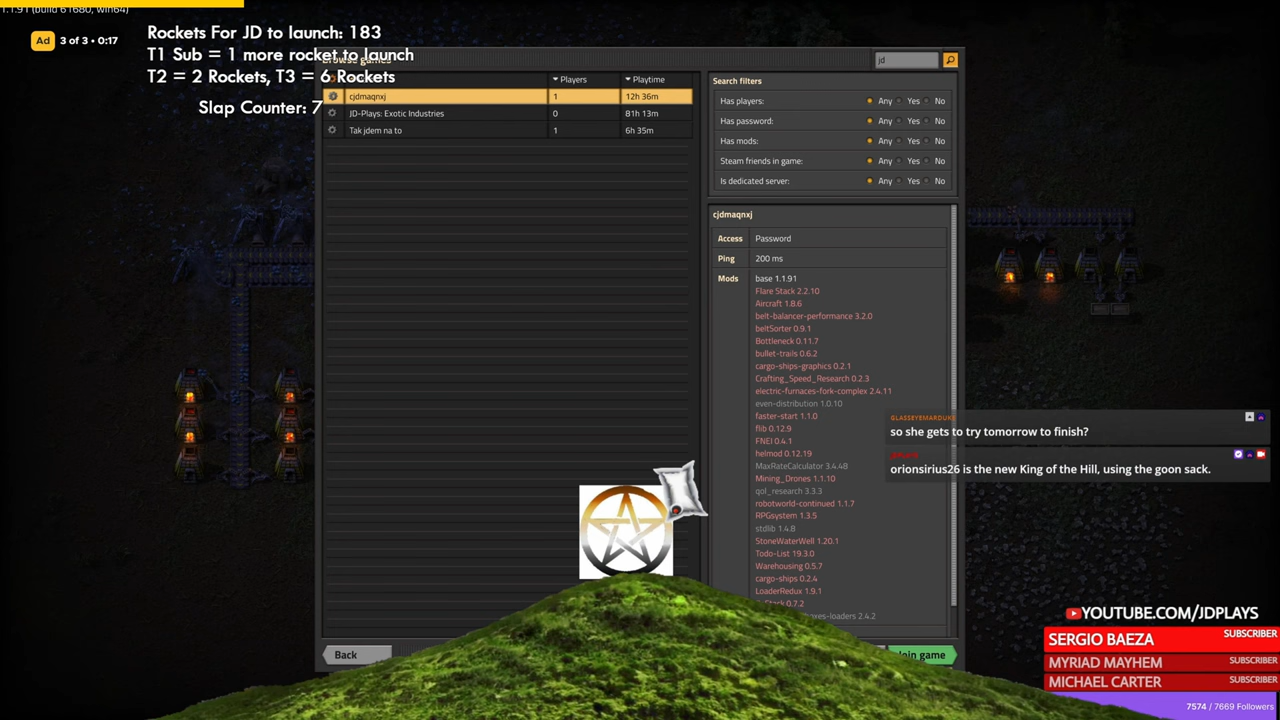 1.1.91 (build 61680, win64)
Ad 3 of 3 • 0:17
Rockets For JD to launch: 183
T1 Sub = 1 more rocket to launch
T2 = 2 Rockets, T3 = 6 Rockets
Slap Counter: 7
jd
Players Playtime
cjdmaqnxj 1 12h 36m
JD-Plays: Exotic Industries 0 81h 13m
Tak jdem na to 1 6h 35m
Search filters
Has players: Any Yes No
Has password: Any Yes No
Has mods: Any Yes No
Steam friends in game: Any Yes No
Is dedicated server: Any Yes No
cjdmaqnxj
Access Password
Ping 200 ms
Mods base 1.1.91
Flare Stack 2.2.10
Aircraft 1.8.6
belt-balancer-performance 3.2.0
beltSorter 0.9.1
Bottleneck 0.11.7
bullet-trails 0.6.2
cargo-ships-graphics 0.2.1
Crafting_Speed_Research 0.2.3
electric-furnaces-fork-complex 2.4.11
even-distribution 1.0.10
faster-start 1.1.0
flib 0.12.9
FNEI 0.4.1
helmod 0.12.19
MaxRateCalculator 3.4.48
Mining_Drones 1.1.10
qol_research 3.3.3
robotworld-continued 1.1.7
RPGsystem 1.3.5
stdlib 1.4.8
StoneWaterWell 1.20.1
Todo-List 19.3.0
Warehousing 0.5.7
cargo-ships 0.2.4
LoaderRedux 1.9.1
0.7.2
2.4.2
GLASSEYEMARDUK
so she gets to try tomorrow to finish?
orionsirius26 is the new King of the Hill, using the goon sack.
Back
Join game
YOUTUBE.COM/JDPLAYS
SERGIO BAEZA SUBSCRIBER
MYRIAD MAYHEM SUBSCRIBER
MICHAEL CARTER SUBSCRIBER
7574 / 7669 Followers